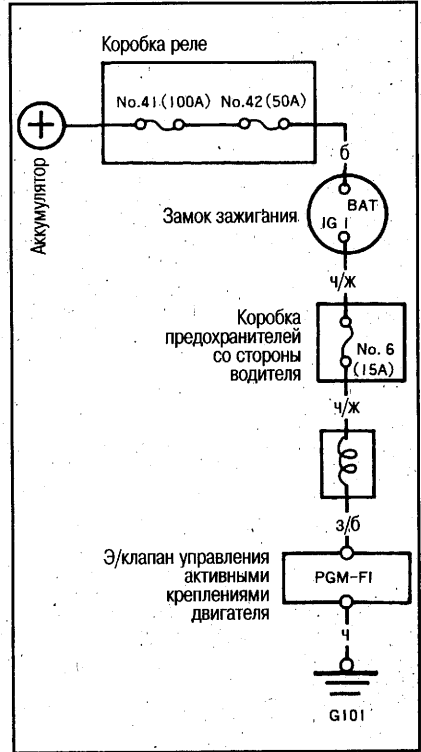 Коробка реле
No.41(100A) No.42(50A)
Аккумулятор
б
BAT
Замок зажигания
IG 1
ч/ж
Коробка
предохранителей
со стороны
водителя
No. 6
(15A)
ч/ж
з/б
Э/клапан управления
активными
креплениями
двигателя
PGM-FI
ч
G101